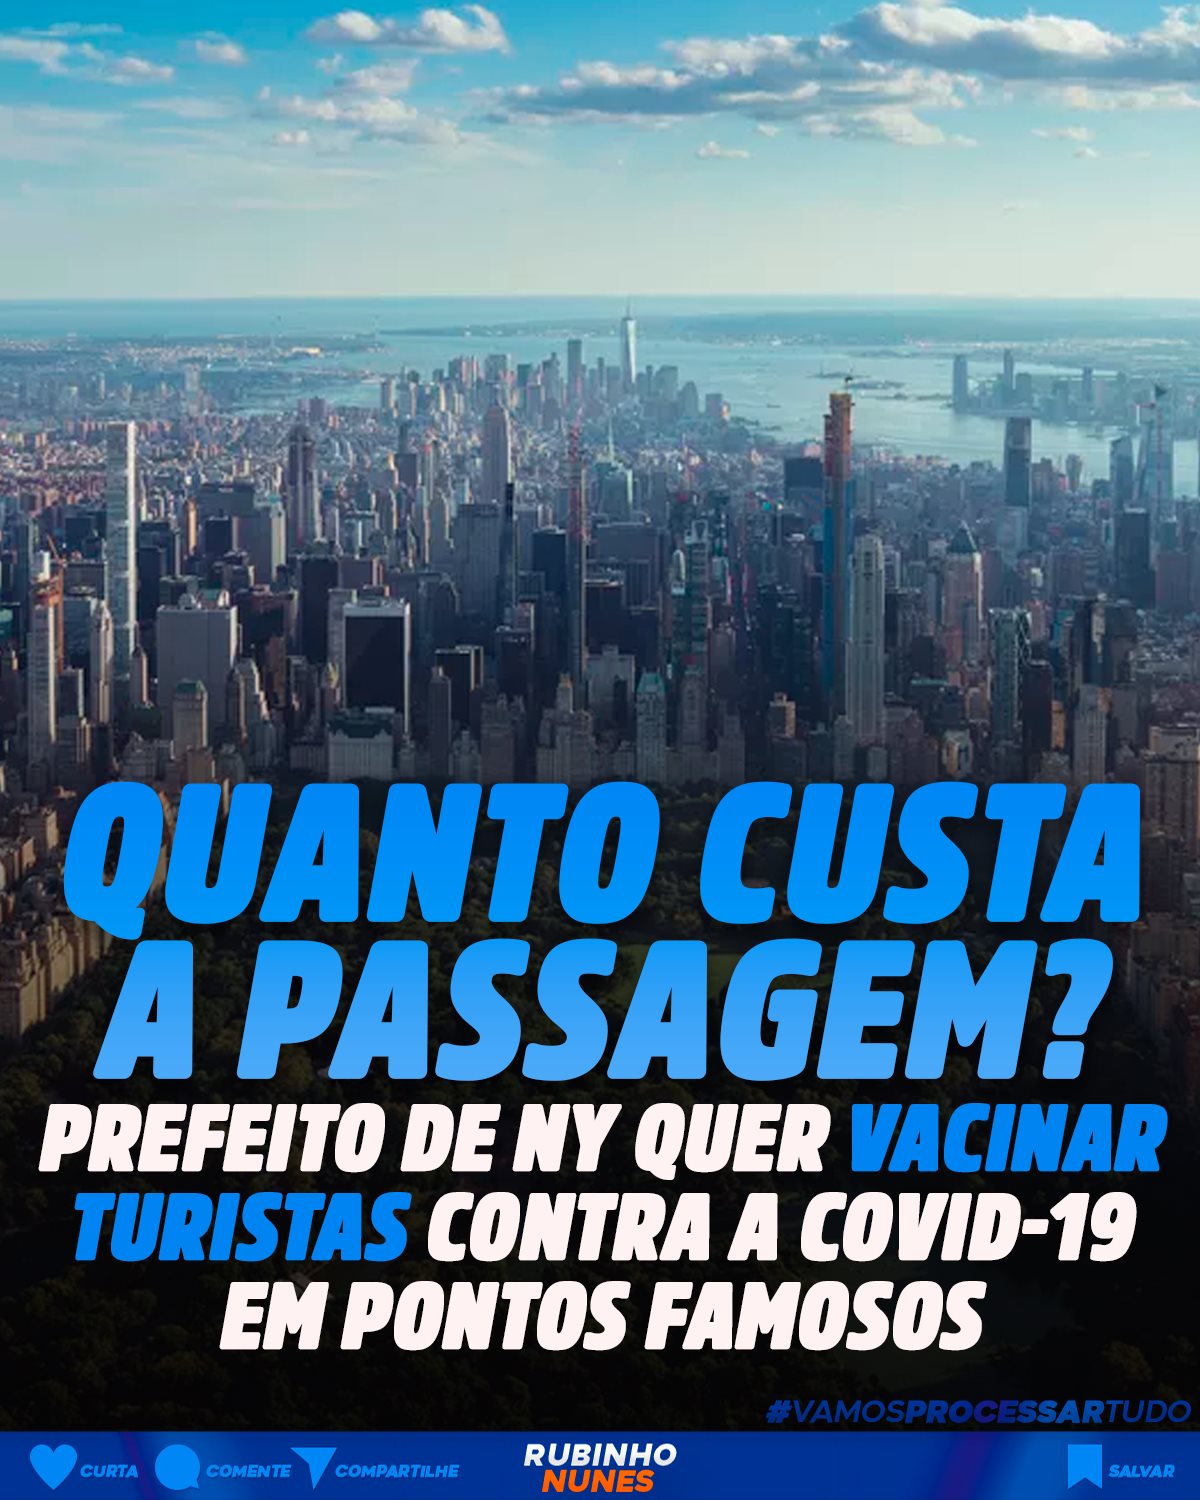 QUANTO CUSTA
A PASSAGEM?
PREFEITO DE NY QUER VACINAR
TURISTAS CONTRA A COVID-19
EM PONTOS FAMOSOS
#VAMOSPROCESSARTUDO
CURTA COMENTE COMPARTILHE
RUBINHO
NUNES
SALVAR